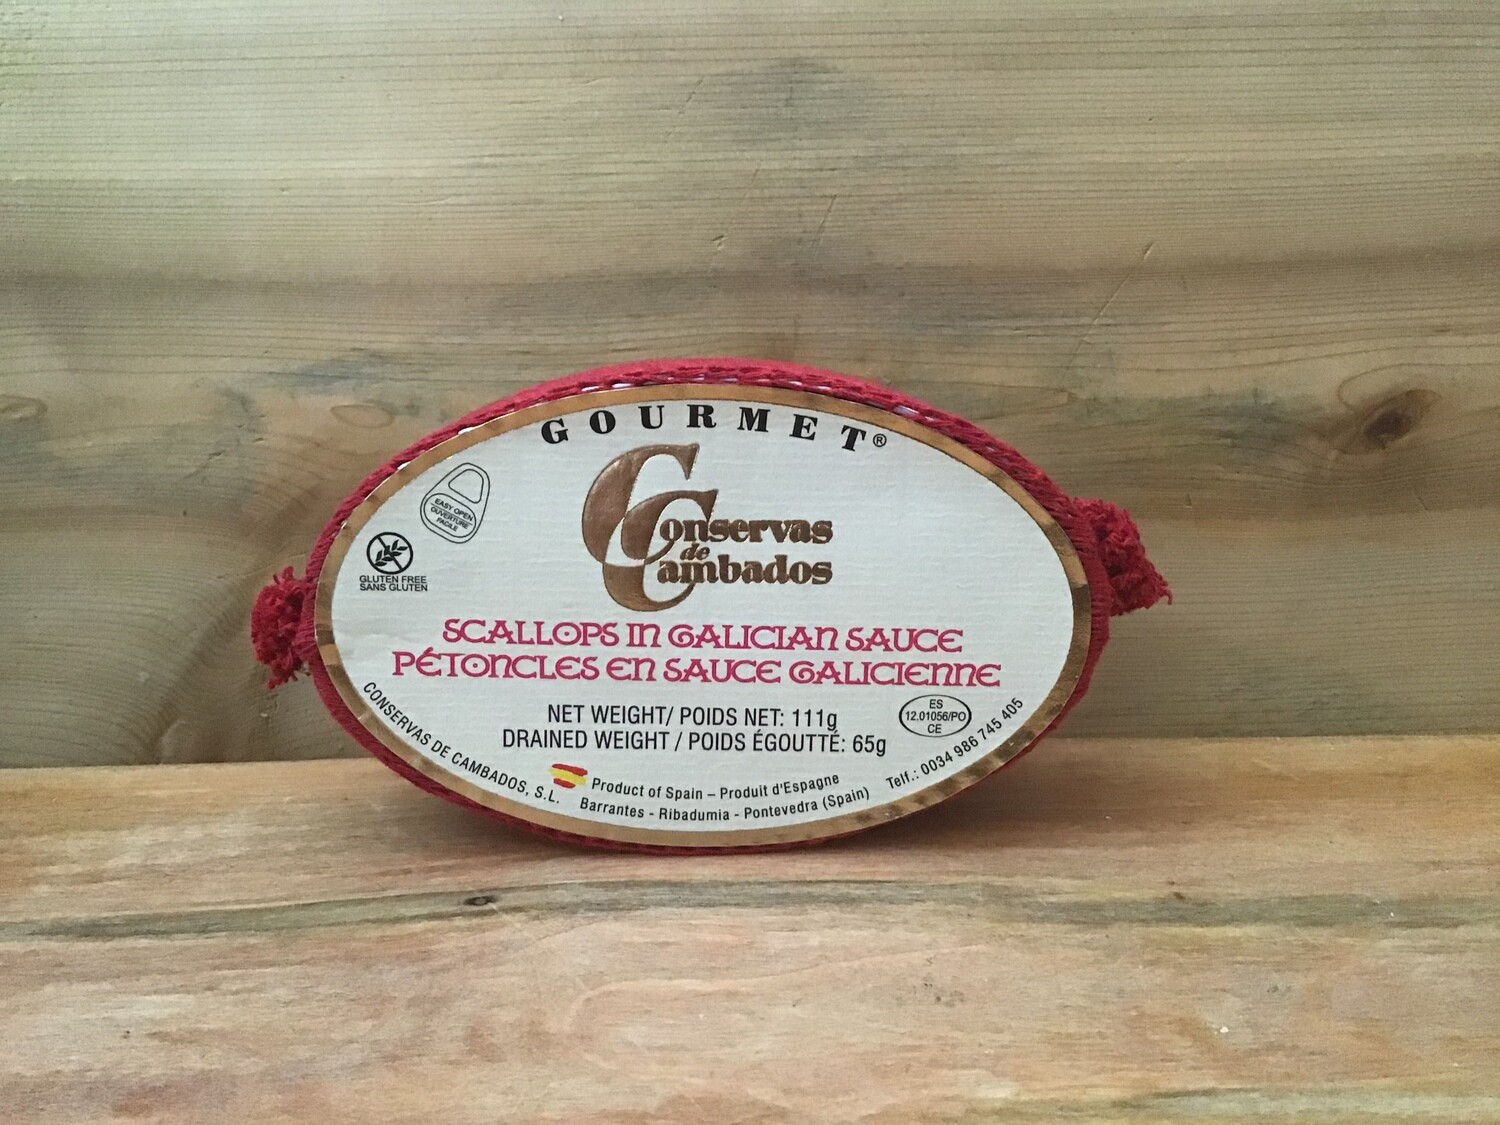 GOURMET®
Conservas
de
Cambados
EASY OPEN
OUVERTURE
FACILE
GLUTEN FREE
SANS GLUTEN
SCALLOPS IN GALICIAN SAUCE
PÉTONCLES EN SAUCE GALICIENNE
NET WEIGHT/ POIDS NET: 111g
DRAINED WEIGHT / POIDS ÉGOUTTÉ: 65g
ES
12.01056/PO
CE
CONSERVAS DE CAMBADOS, S.L.
Product of Spain – Produit d'Espagne
Barrantes - Ribadumia - Pontevedra (Spain)
Telf.: 0034 986 745 405